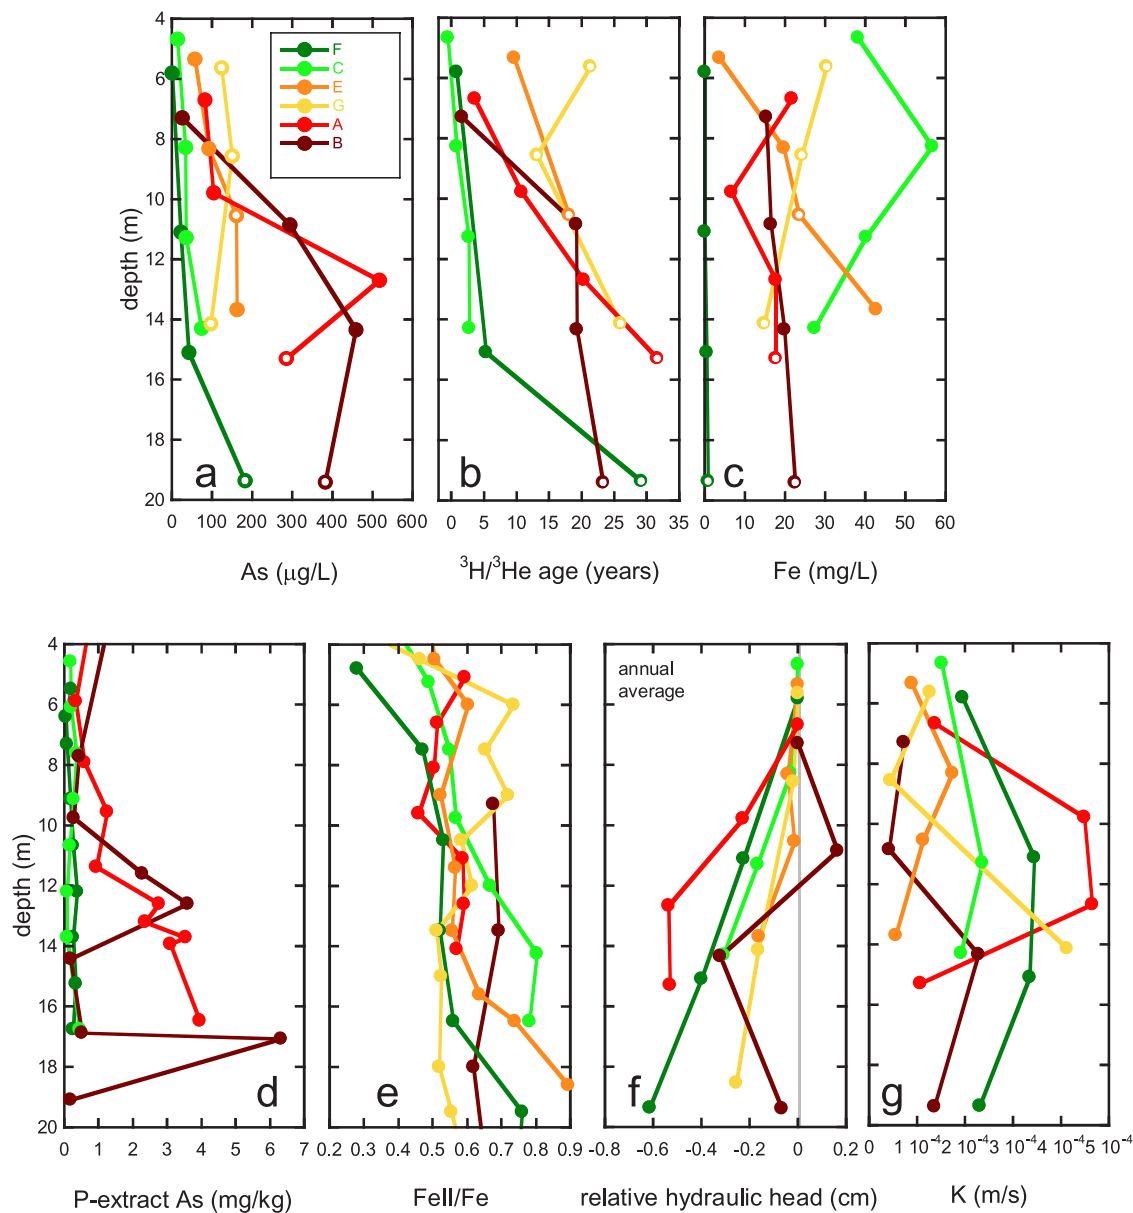 4
6
8
10
12
14
16
18
20
depth (m)
F
C
E
G
A
B
a
b
c
0 100 200 300 400 500 600
0 5 10 15 20 25 30 35
0 10 20 30 40 50 60
As (μg/L)
³H/³He age (years)
Fe (mg/L)
4
6
8
10
12
14
16
18
20
depth (m)
annual
average
d
e
f
g
0 1 2 3 4 5 6 7
0.2 0.3 0.4 0.5 0.6 0.7 0.8 0.9
-0.8 -0.6 -0.4 -0.2 0 0.2
0 1 10⁻⁴ 2 10⁻⁴ 3 10⁻⁴ 4 10⁻⁴ 5 10⁻⁴
P-extract As (mg/kg)
FeII/Fe
relative hydraulic head (cm)
K (m/s)